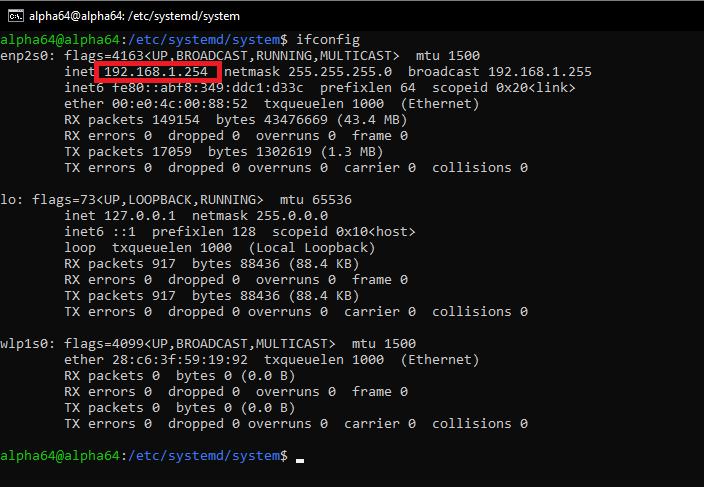 alpha64@alpha64: /etc/systemd/system
alpha64@alpha64:/etc/systemd/system$ ifconfig
enp2s0: flags=4163<UP,BROADCAST,RUNNING,MULTICAST>  mtu 1500
        inet 192.168.1.254  netmask 255.255.255.0  broadcast 192.168.1.255
        inet6 fe80::abf8:349:ddc1:d33c  prefixlen 64  scopeid 0x20<link>
        ether 00:e0:4c:00:88:52  txqueuelen 1000  (Ethernet)
        RX packets 149154  bytes 43476669 (43.4 MB)
        RX errors 0  dropped 0  overruns 0  frame 0
        TX packets 17059  bytes 1302619 (1.3 MB)
        TX errors 0  dropped 0 overruns 0  carrier 0  collisions 0
lo: flags=73<UP,LOOPBACK,RUNNING>  mtu 65536
        inet 127.0.0.1  netmask 255.0.0.0
        inet6 ::1  prefixlen 128  scopeid 0x10<host>
        loop  txqueuelen 1000  (Local Loopback)
        RX packets 917  bytes 88436 (88.4 KB)
        RX errors 0  dropped 0  overruns 0  frame 0
        TX packets 917  bytes 88436 (88.4 KB)
        TX errors 0  dropped 0 overruns 0  carrier 0  collisions 0
wlp1s0: flags=4099<UP,BROADCAST,MULTICAST>  mtu 1500
        ether 28:c6:3f:59:19:92  txqueuelen 1000  (Ethernet)
        RX packets 0  bytes 0 (0.0 B)
        RX errors 0  dropped 0  overruns 0  frame 0
        TX packets 0  bytes 0 (0.0 B)
        TX errors 0  dropped 0 overruns 0  carrier 0  collisions 0
alpha64@alpha64:/etc/systemd/system$